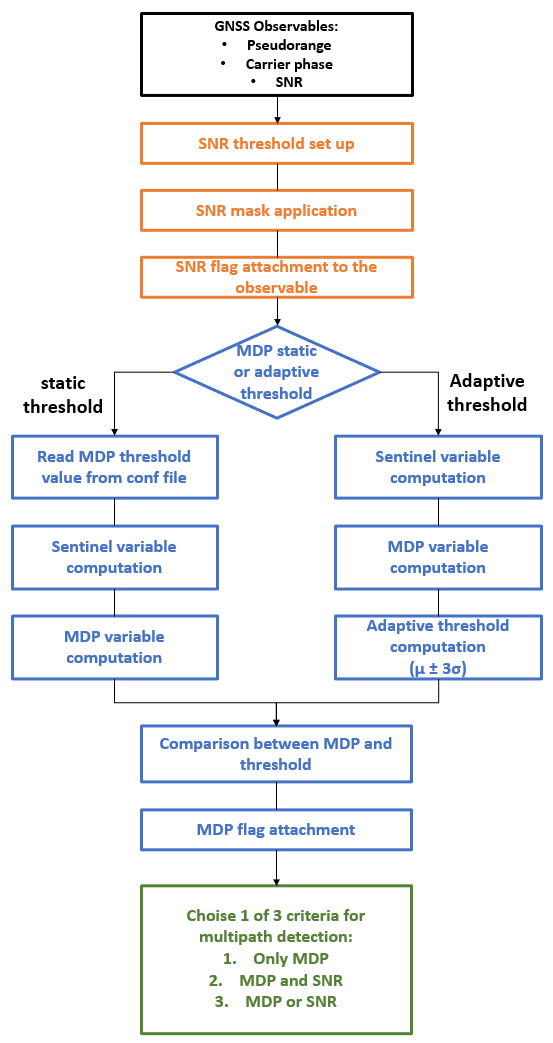 GNSS Observables:
• Pseudorange
• Carrier phase
• SNR
SNR threshold set up
SNR mask application
SNR flag attachment to the
observable
MDP static
or adaptive
threshold
static
threshold
Adaptive
threshold
Read MDP threshold
value from conf file
Sentinel variable
computation
MDP variable
computation
Sentinel variable
computation
MDP variable
computation
Adaptive threshold
computation
(μ ± 3σ)
Comparison between MDP and
threshold
MDP flag attachment
Choise 1 of 3 criteria for
multipath detection:
1. Only MDP
2. MDP and SNR
3. MDP or SNR